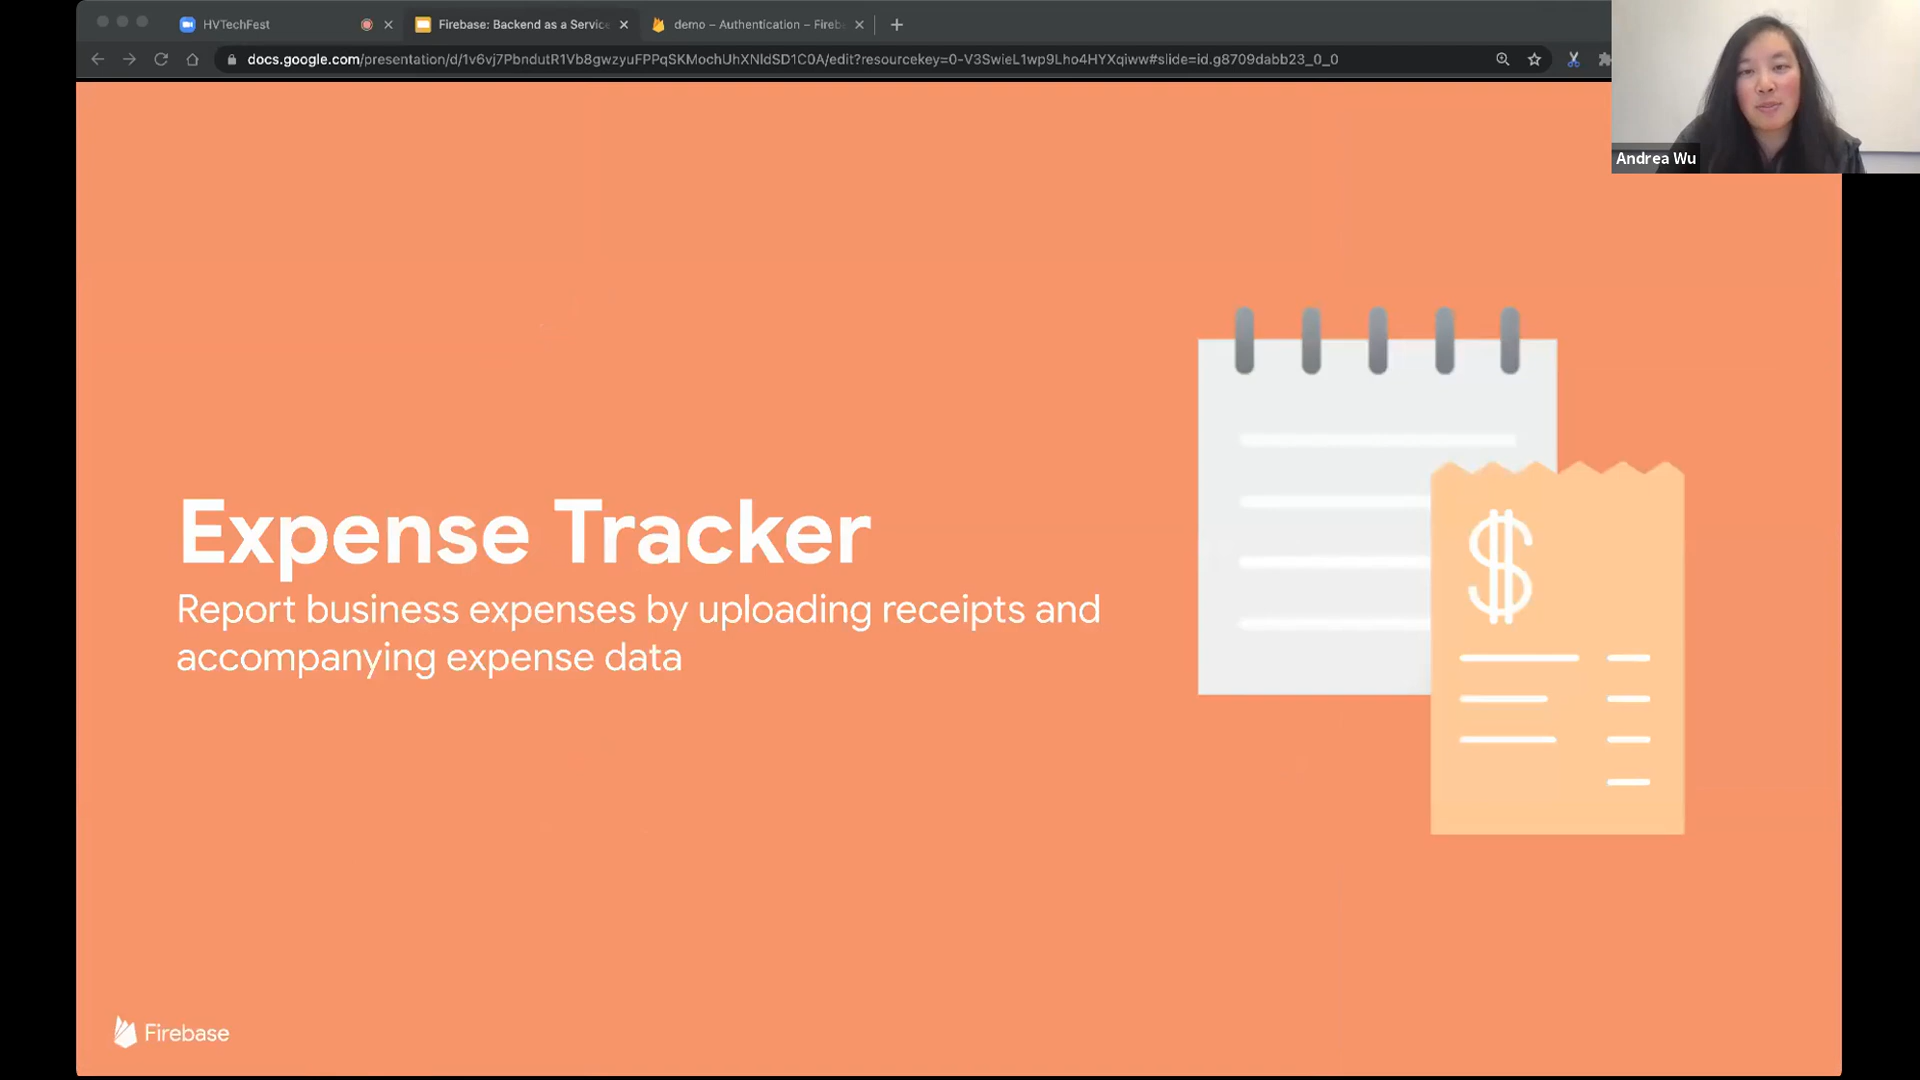 HVTechFest
Firebase: Backend as a Servic
demo – Authentication – Fireb
docs.google.com/presentation/d/1v6vj7PbndutR1Vb8gwzyuFPPqSKMochUhXNldSD1C0A/edit?resourcekey=0-V3SwieL1wp9Lho4HYXqiww#slide=id.g8709dabb23_0_0
Andrea Wu
Expense Tracker
Report business expenses by uploading receipts and
accompanying expense data
$
Firebase